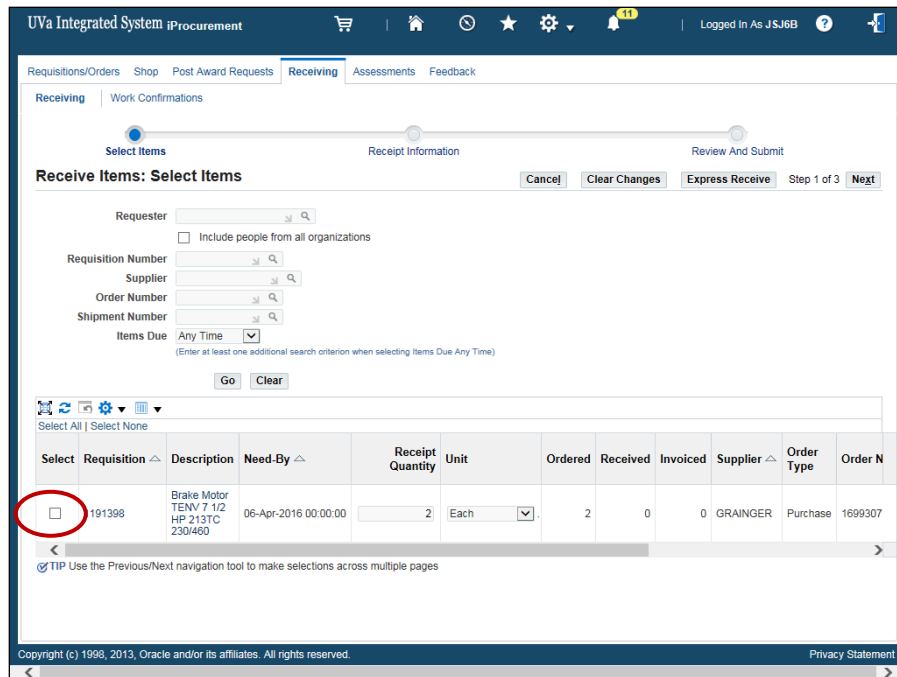 UVa Integrated System iProcurement
11
Logged In As JSJ6B
?
Requisitions/Orders Shop Post Award Requests Receiving Assessments Feedback
Receiving Work Confirmations
Select Items Receipt Information Review And Submit
Receive Items: Select Items
Cancel Clear Changes Express Receive Step 1 of 3 Next
Requester
Include people from all organizations
Requisition Number
Supplier
Order Number
Shipment Number
Items Due Any Time
(Enter at least one additional search criterion when selecting Items Due Any Time)
Go Clear
Select All | Select None
Select Requisition Description Need-By Receipt Quantity Unit Ordered Received Invoiced Supplier Order Type Order N
Brake Motor
TENV 7 1/2
HP 213TC
230/460
191398 06-Apr-2016 00:00:00 2 Each . 2 0 0 GRAINGER Purchase 1699307
TIP Use the Previous/Next navigation tool to make selections across multiple pages
Copyright (c) 1998, 2013, Oracle and/or its affiliates. All rights reserved. Privacy Statement